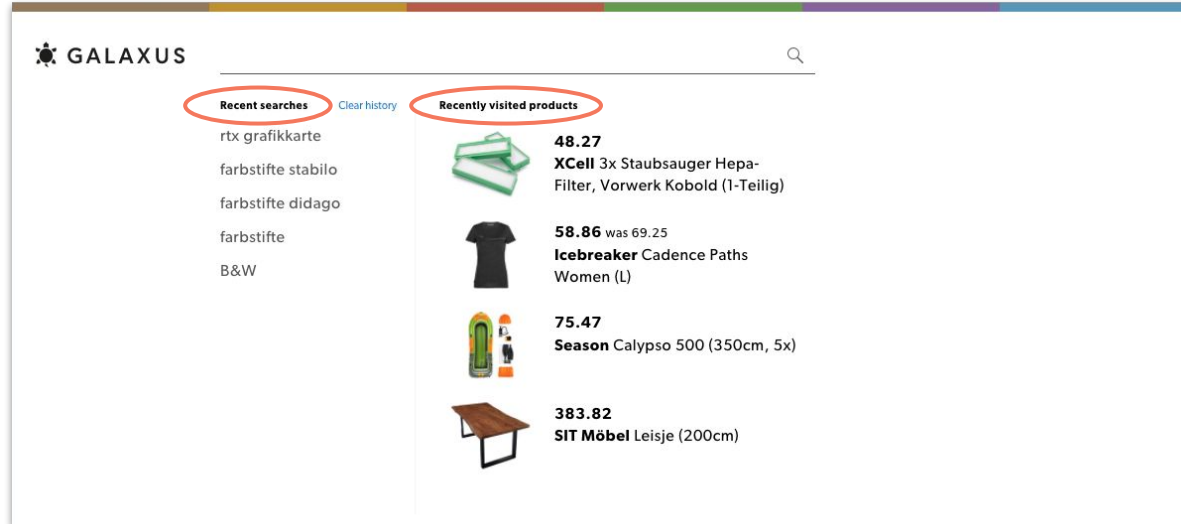 GALAXUS
Recent searches
Clear history
rtx grafikkarte
farbstifte stabilo
farbstifte didago
farbstifte
B&W
Recently visited products
48.27
XCell 3x Staubsauger Hepa-
Filter, Vorwerk Kobold (1-Teilig)
58.86 was 69.25
Icebreaker Cadence Paths
Women (L)
75.47
Season Calypso 500 (350cm, 5x)
383.82
SIT Möbel Leisje (200cm)